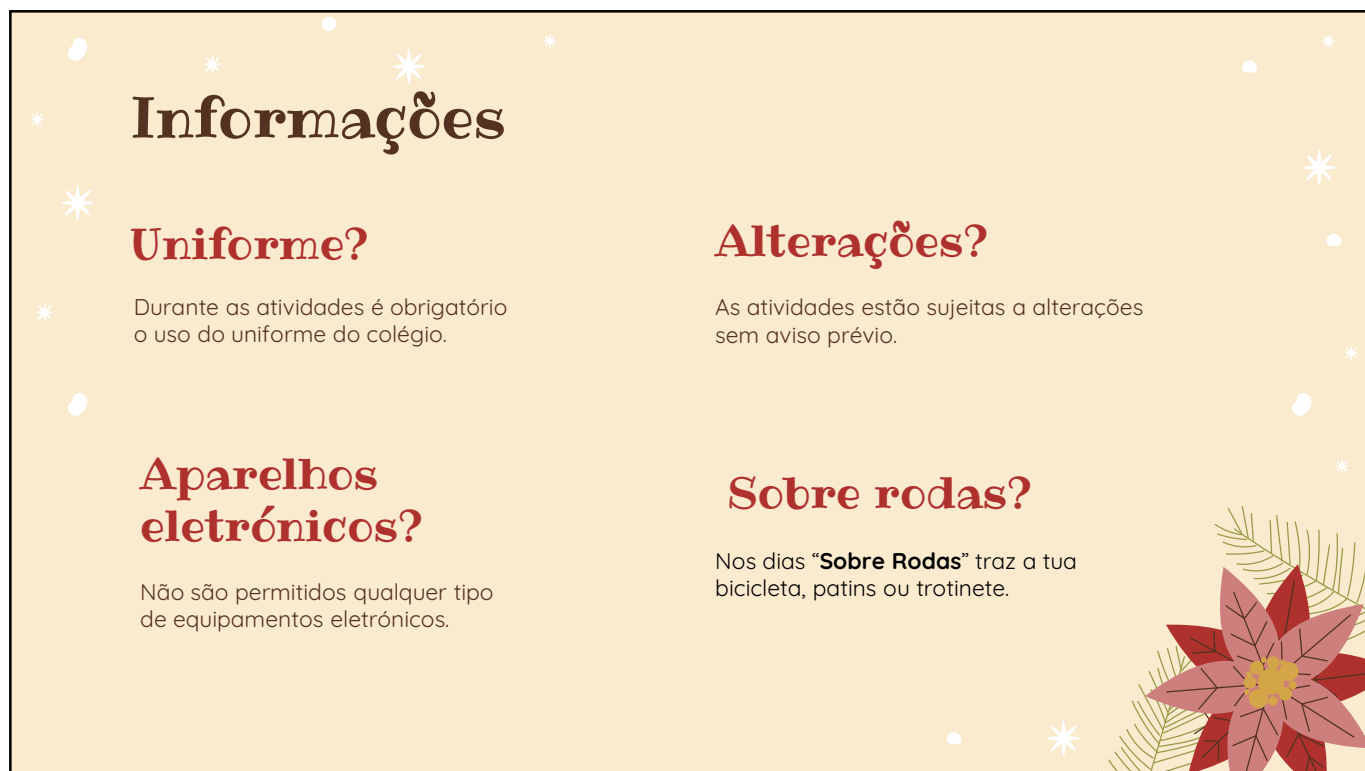 Informações
Uniforme?
Durante as atividades é obrigatório
o uso do uniforme do colégio.
Alterações?
As atividades estão sujeitas a alterações
sem aviso prévio.
Aparelhos
eletrónicos?
Não são permitidos qualquer tipo
de equipamentos eletrónicos.
Sobre rodas?
Nos dias “Sobre Rodas” traz a tua
bicicleta, patins ou trotinete.